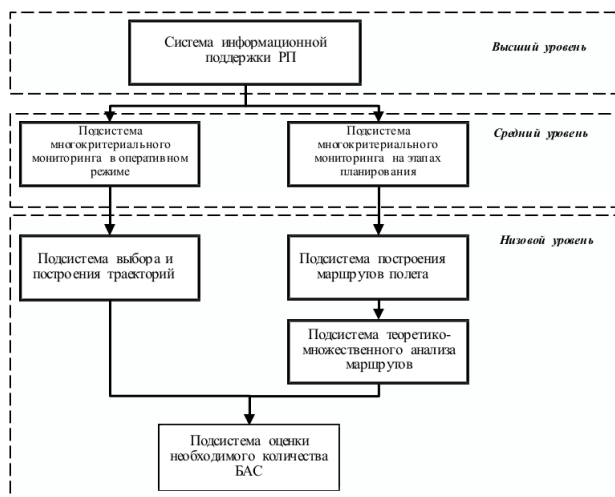 Система информационной
поддержки РП
Высший уровень
Подсистема
многокритериального
мониторинга в оперативном
режиме
Подсистема
многокритериального
мониторинга на этапах
планирования
Средний уровень
Подсистема выбора и
построения траекторий
Подсистема построения
маршрутов полета
Низовой уровень
Подсистема теоретико-
множественного анализа
маршрутов
Подсистема оценки
необходимого количества
БАС